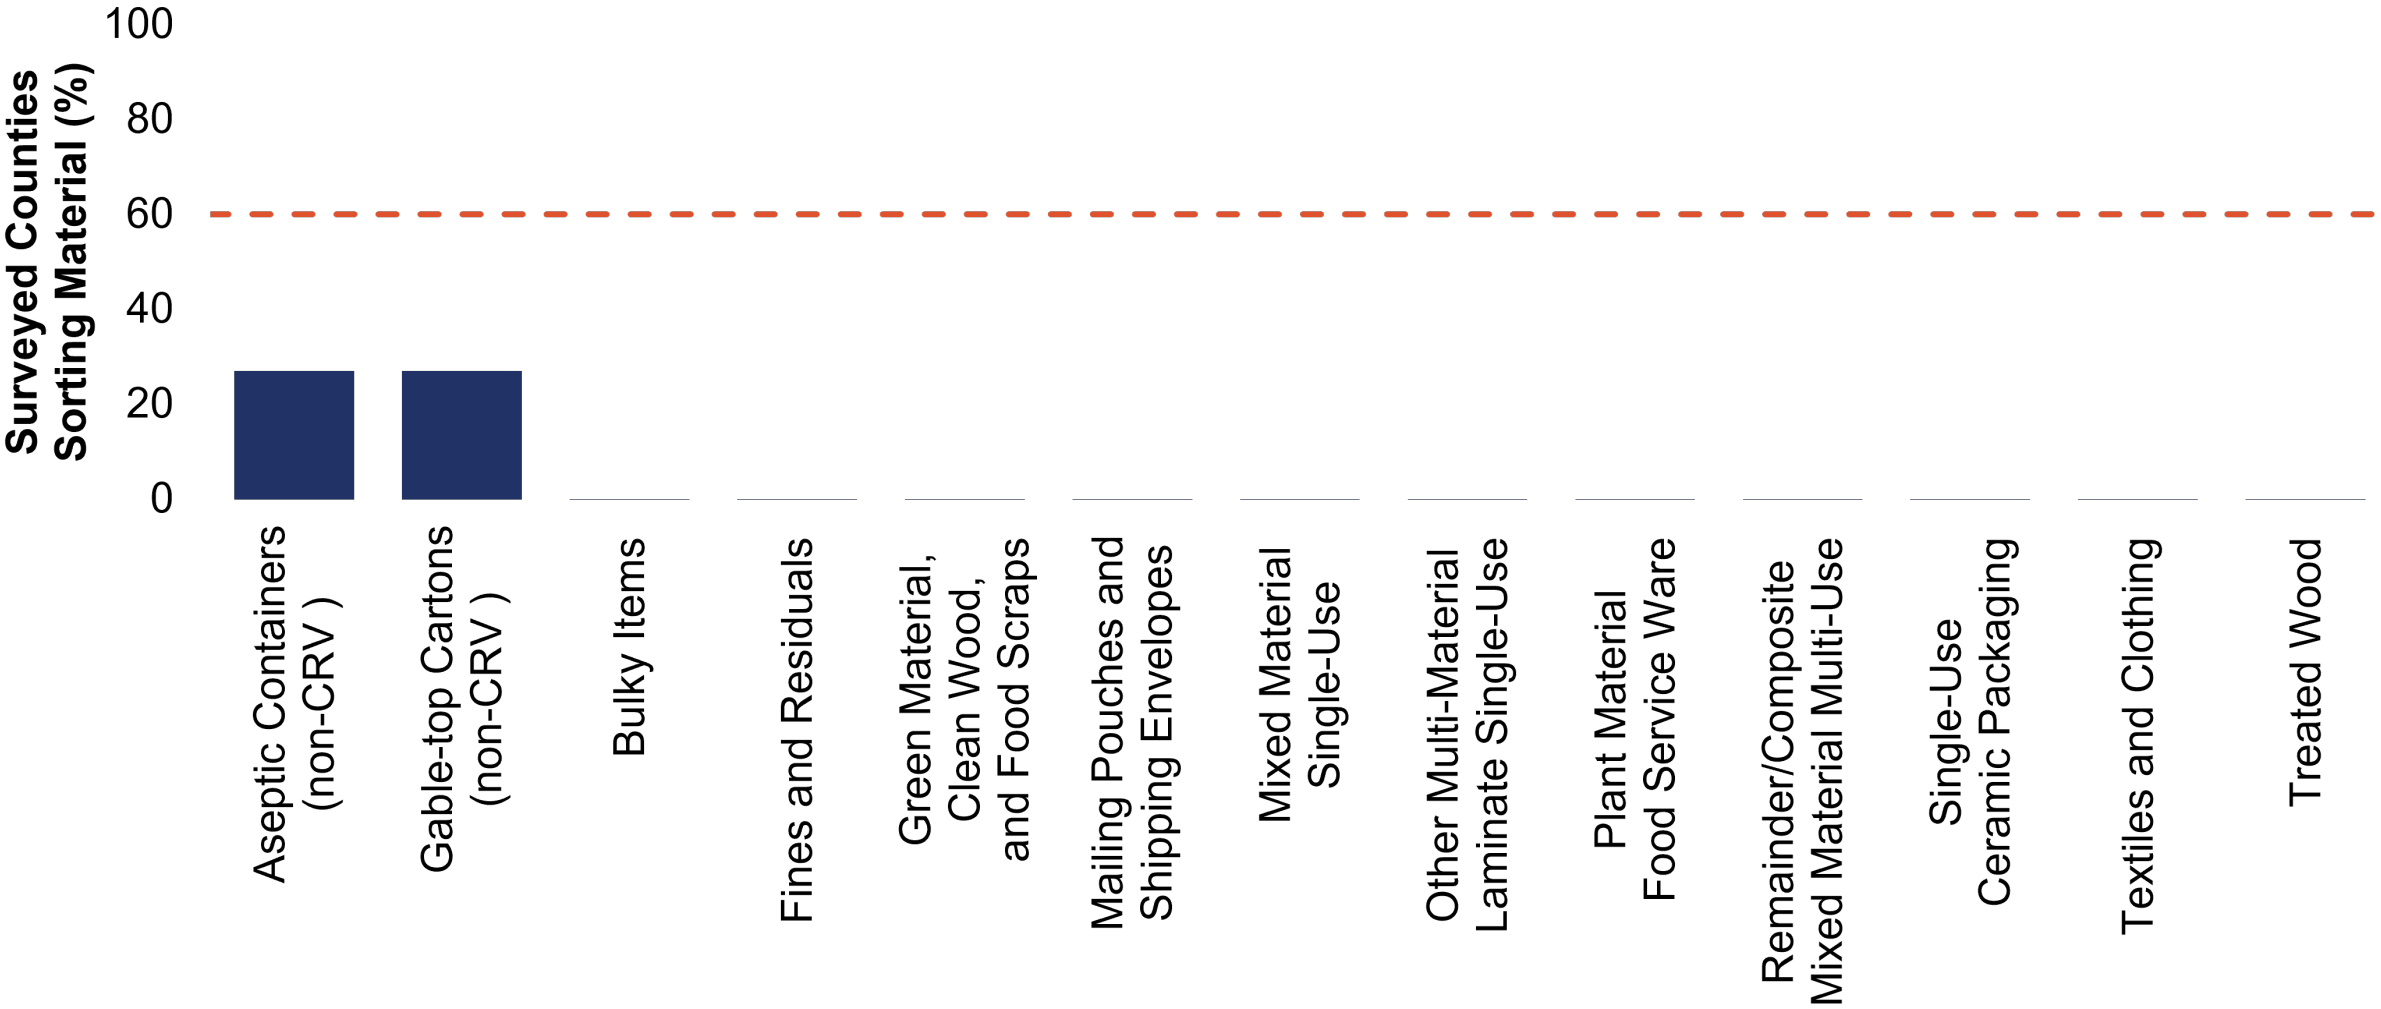 Surveyed Counties
Sorting Material (%)
100
80
60
40
20
0
Aseptic Containers
(non-CRV )
Gable-top Cartons
(non-CRV )
Bulky Items
Fines and Residuals
Green Material,
Clean Wood,
and Food Scraps
Mailing Pouches and
Shipping Envelopes
Mixed Material
Single-Use
Other Multi-Material
Laminate Single-Use
Plant Material
Food Service Ware
Remainder/Composite
Mixed Material Multi-Use
Single-Use
Ceramic Packaging
Textiles and Clothing
Treated Wood